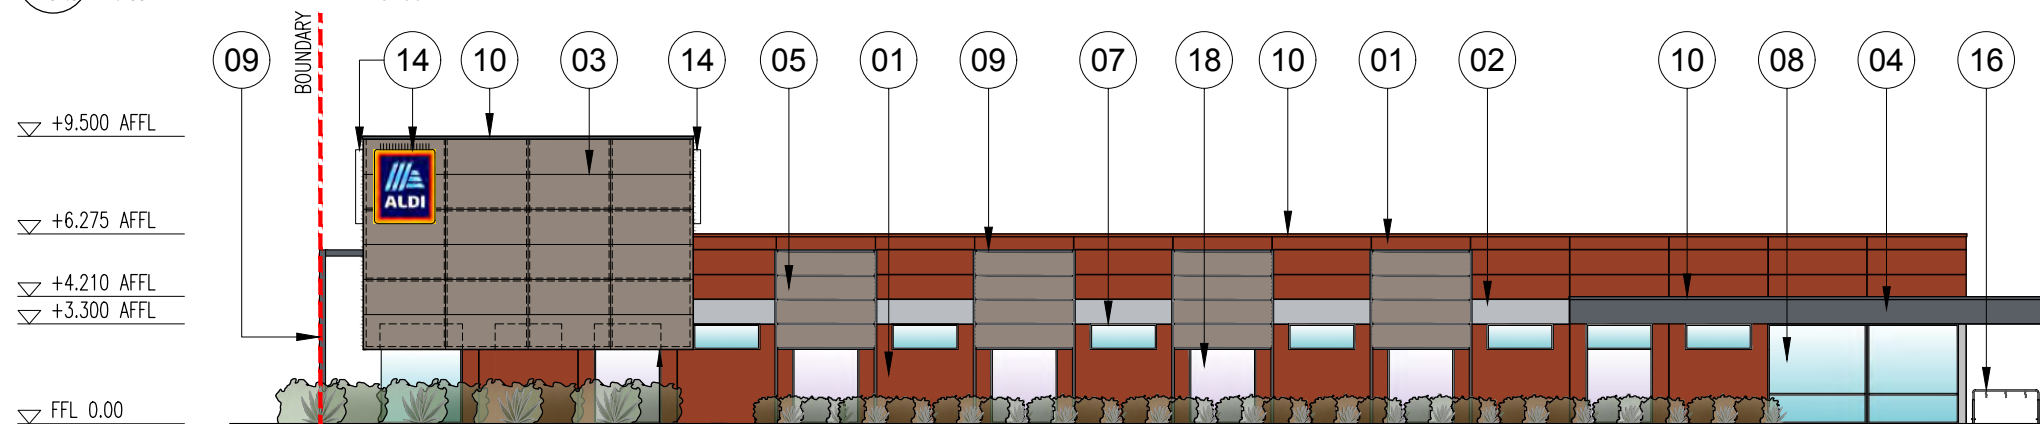 BOUNDARY
09 14 10 03 14 05 01 09 07 18 10 01 02 10 08 04 16
+9.500 AFFL
ALDI
+6.275 AFFL
+4.210 AFFL
+3.300 AFFL
FFL 0.00